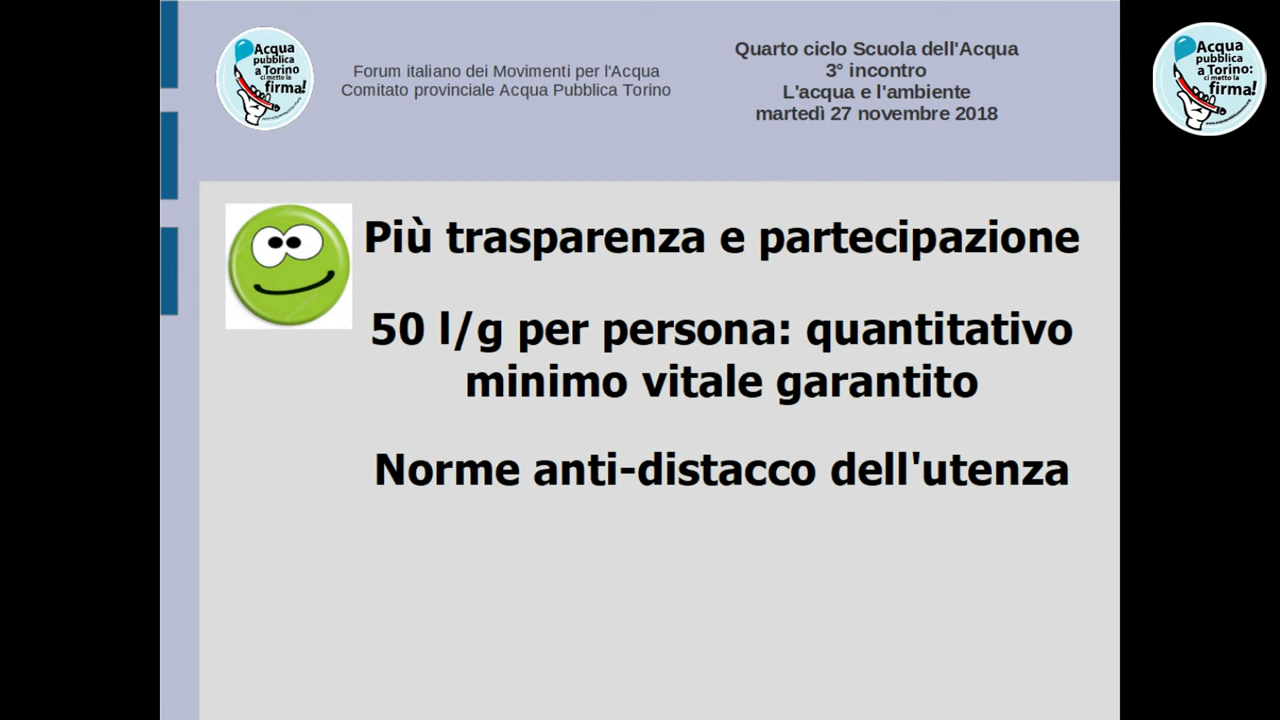 Acqua
pubblica
a Torino
ci metto la
firma!
Forum italiano dei Movimenti per l'Acqua
Comitato provinciale Acqua Pubblica Torino
Quarto ciclo Scuola dell'Acqua
3° incontro
L'acqua e l'ambiente
martedì 27 novembre 2018
Acqua
pubblica
a Torino:
ci metto la
firma!
Più trasparenza e partecipazione
50 l/g per persona: quantitativo
minimo vitale garantito
Norme anti-distacco dell'utenza